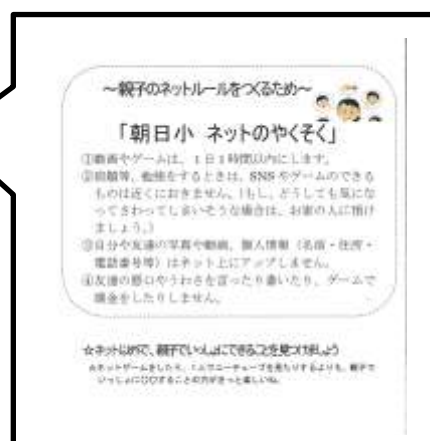 ～親子のネットルールをつくるため～
「朝日小 ネットのやくそく」
①動画やゲームは、1日1時間以内にします。
②宿題等、勉強をするときは、SNSやゲームのできる
ものは近くにおきません。(もし、どうしても気にな
ってさわってしまいそうな場合は、お家の人に預け
ましょう。)
③自分や友達の写真や動画、個人情報(名前・住所・
電話番号等)はネット上にアップしません。
④友達の悪口やうわさを言ったり書いたり、ゲームで
課金をしたりしません。
☆ネット以外で、親子でいっしょにできることを見つけましょう